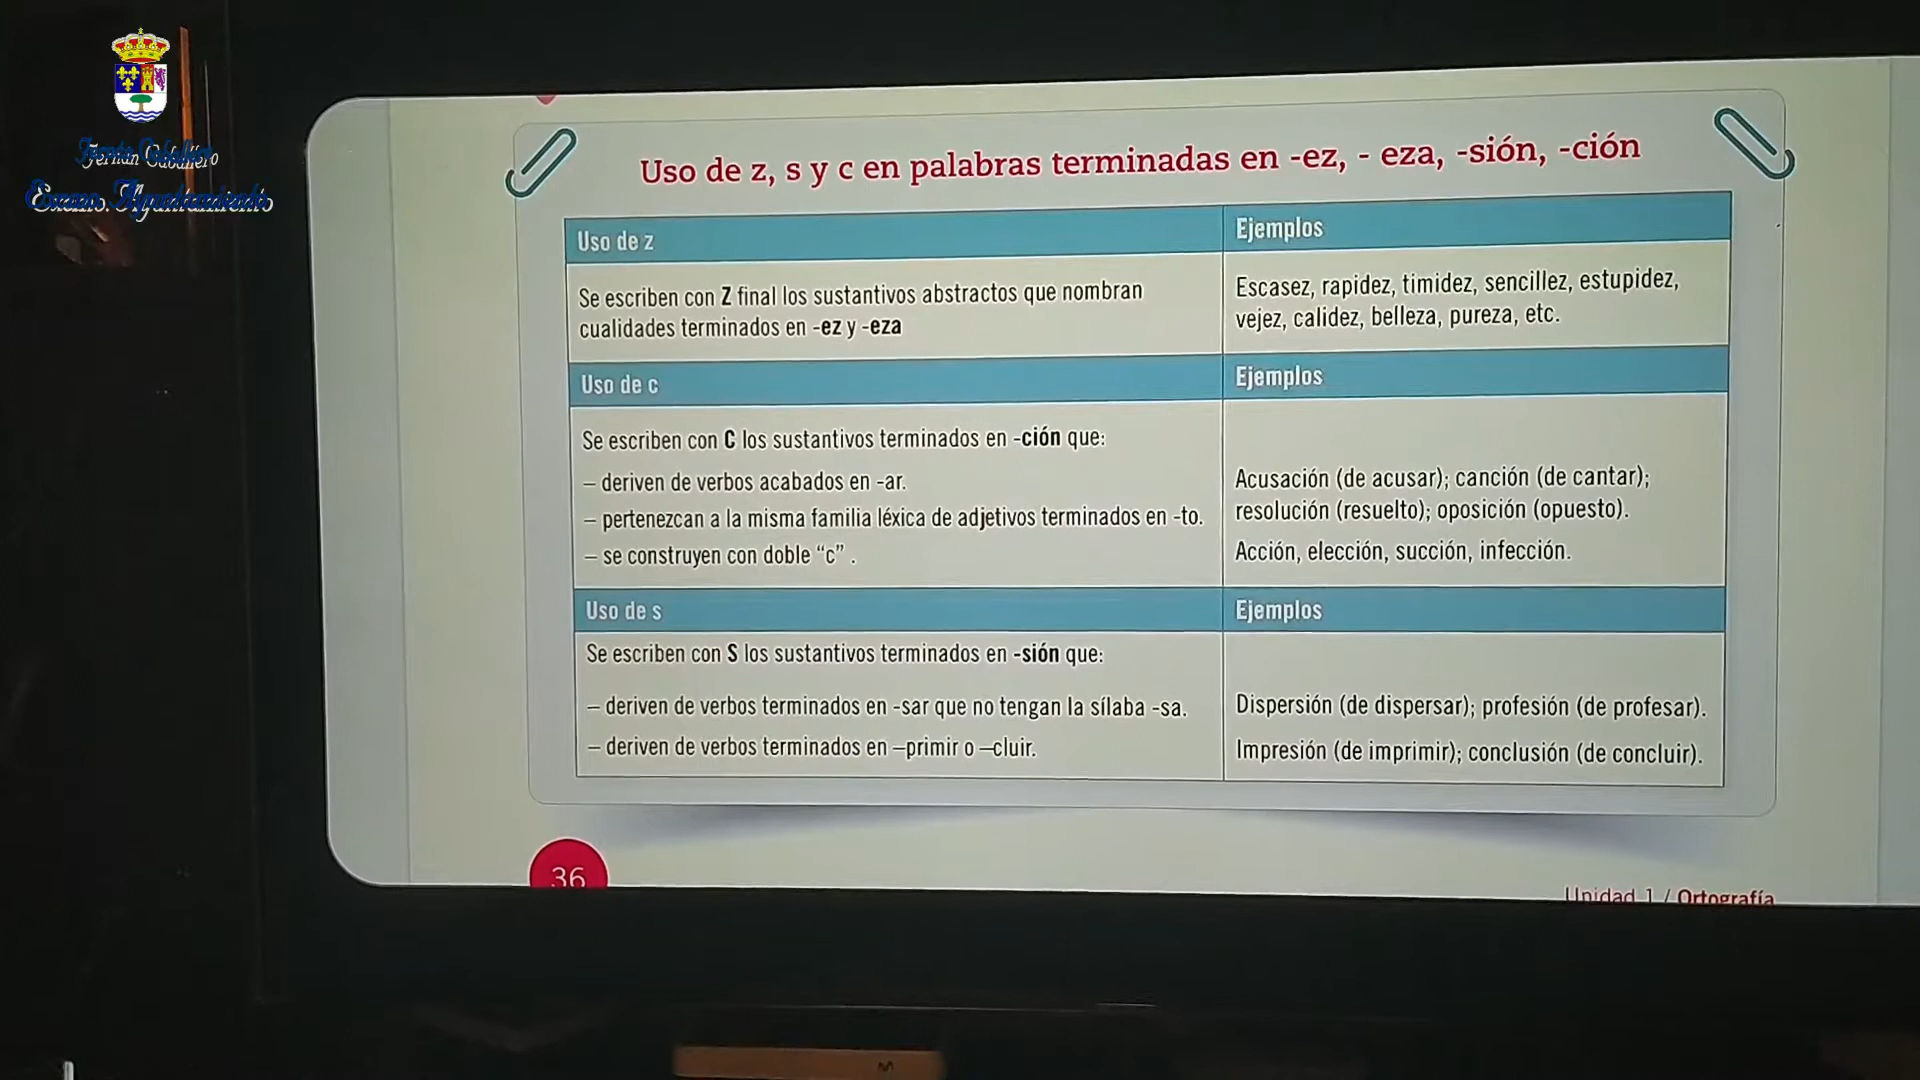 Fernán Caballero
Excmo. Ayuntamiento
Uso de z, s y c en palabras terminadas en -ez, - eza, -sión, -ción
Uso de z
Ejemplos
Se escriben con Z final los sustantivos abstractos que nombran
cualidades terminados en -ez y -eza
Escasez, rapidez, timidez, sencillez, estupidez,
vejez, calidez, belleza, pureza, etc.
Uso de c
Ejemplos
Se escriben con C los sustantivos terminados en -ción que:
– deriven de verbos acabados en -ar.
– pertenezcan a la misma familia léxica de adjetivos terminados en -to.
– se construyen con doble “c” .
Acusación (de acusar); canción (de cantar);
resolución (resuelto); oposición (opuesto).
Acción, elección, succión, infección.
Uso de s
Ejemplos
Se escriben con S los sustantivos terminados en -sión que:
– deriven de verbos terminados en -sar que no tengan la sílaba -sa.
– deriven de verbos terminados en –primir o –cluir.
Dispersión (de dispersar); profesión (de profesar).
Impresión (de imprimir); conclusión (de concluir).
36
Unidad 1 / Ortografía